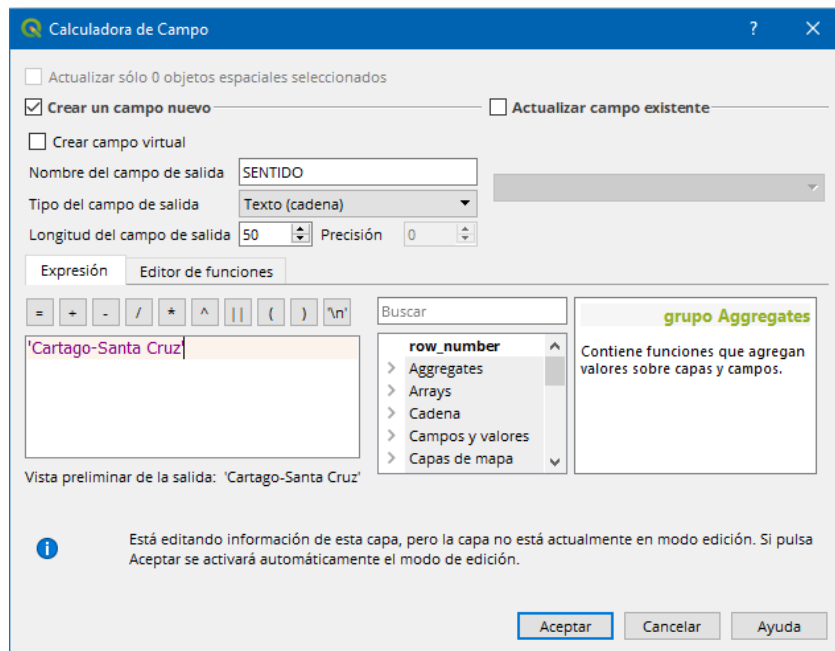 Calculadora de Campo
Actualizar sólo 0 objetos espaciales seleccionados
Crear un campo nuevo
Actualizar campo existente
Crear campo virtual
Nombre del campo de salida SENTIDO
Tipo del campo de salida Texto (cadena)
Longitud del campo de salida 50 Precisión 0
Expresión Editor de funciones
= + - / * ^ || ( ) '\n'
'Cartago-Santa Cruz'
Vista preliminar de la salida: 'Cartago-Santa Cruz'
Buscar
row_number
Aggregates
Arrays
Cadena
Campos y valores
Capas de mapa
grupo Aggregates
Contiene funciones que agregan
valores sobre capas y campos.
Está editando información de esta capa, pero la capa no está actualmente en modo edición. Si pulsa
Aceptar se activará automáticamente el modo de edición.
Aceptar Cancelar Ayuda